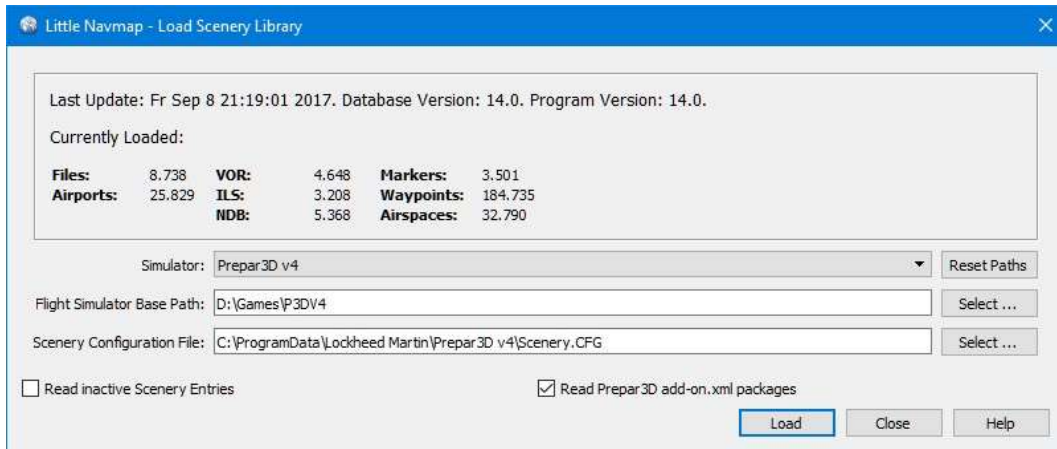 Little Navmap - Load Scenery Library
Last Update: Fr Sep 8 21:19:01 2017. Database Version: 14.0. Program Version: 14.0.
Currently Loaded:
Files: 8.738 VOR: 4.648 Markers: 3.501
Airports: 25.829 ILS: 3.208 Waypoints: 184.735
NDB: 5.368 Airspaces: 32.790
Simulator: Prepar3D v4 Reset Paths
Flight Simulator Base Path: D:\Games\P3DV4 Select ...
Scenery Configuration File: C:\ProgramData\Lockheed Martin\Prepar3D v4\Scenery.CFG Select ...
Read inactive Scenery Entries Read Prepar3D add-on.xml packages
Load Close Help